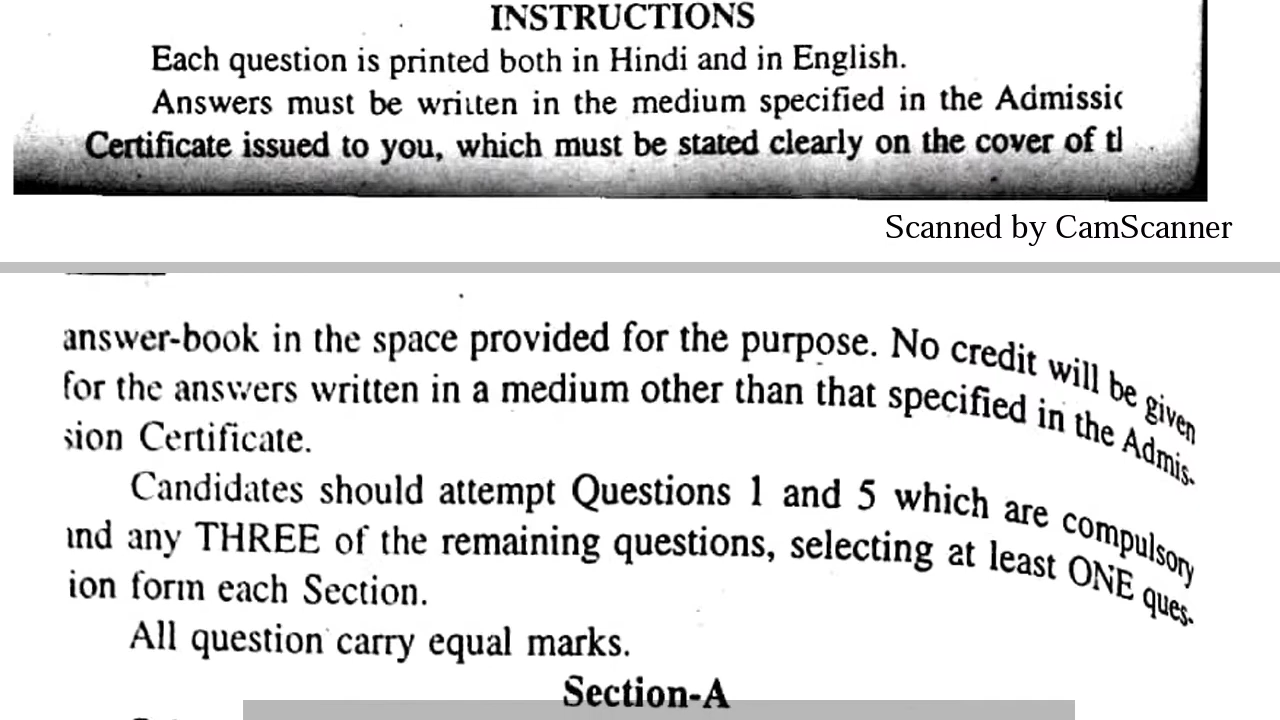 INSTRUCTIONS
Each question is printed both in Hindi and in English.
Answers must be written in the medium specified in the Admissic
Certificate issued to you, which must be stated clearly on the cover of tl
Scanned by CamScanner
answer-book in the space provided for the purpose. No credit will be given
for the answers written in a medium other than that specified in the Admis-
sion Certificate.
Candidates should attempt Questions 1 and 5 which are compulsory
and any THREE of the remaining questions, selecting at least ONE ques-
ion form each Section.
All question carry equal marks.
Section-A